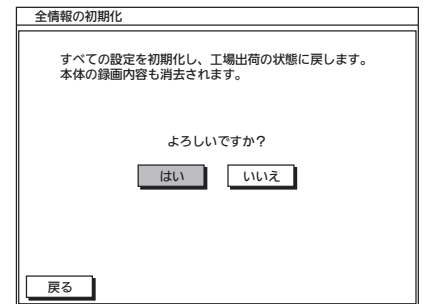 全情報の初期化
すべての設定を初期化し、工場出荷の状態に戻します。
本体の録画内容も消去されます。
よろしいですか?
はい
いいえ
戻る